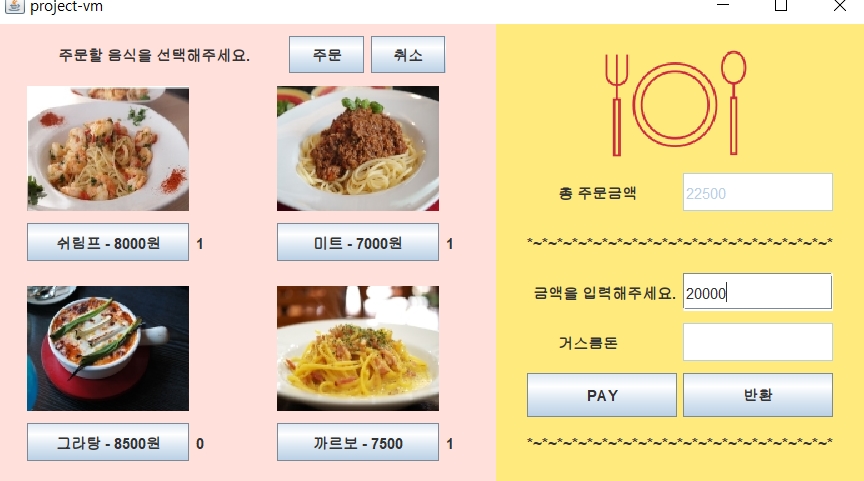 project-vm
주문할 음식을 선택해주세요.
주문
취소
쉬림프 - 8000원
1
미트 - 7000원
1
그라탕 - 8500원
0
까르보 - 7500
1
총 주문금액
22500
*~*~*~*~*~*~*~*~*~*~*~*~*~*~*~*~*~*~*~*~*
금액을 입력해주세요.
20000
거스름돈
PAY
반환
*~*~*~*~*~*~*~*~*~*~*~*~*~*~*~*~*~*~*~*~*